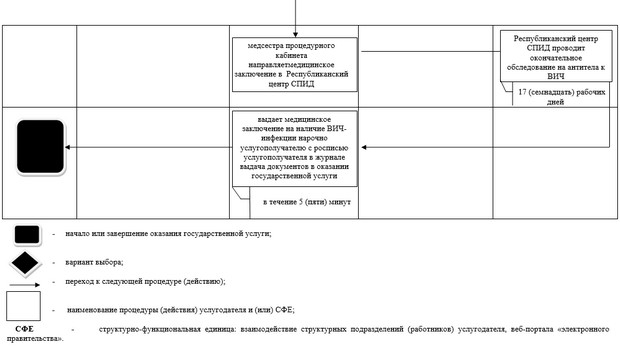 медсестра процедурного
кабинета
направляетмедицинское
заключение в Республиканский
центр СПИД
Республиканский центр
СПИД проводит
окончательное
обследование на антитела к
ВИЧ
17 (семнадцать) рабочих
дней
выдает медицинское
заключение на наличие ВИЧ-
инфекции нарочно
услугополучателю с росписью
услугополучателя в журнале
выдача документов в оказании
государственной услуги
в течение 5 (пяти) минут
- начало или завершение оказания государственной услуги;
- вариант выбора;
- переход к следующей процедуре (действию);
- наименование процедуры (действия) услугодателя и (или) СФЕ;
СФЕ - структурно-функциональная единица: взаимодействие структурных подразделений (работников) услугодателя, веб-портала «электронного
правительства».